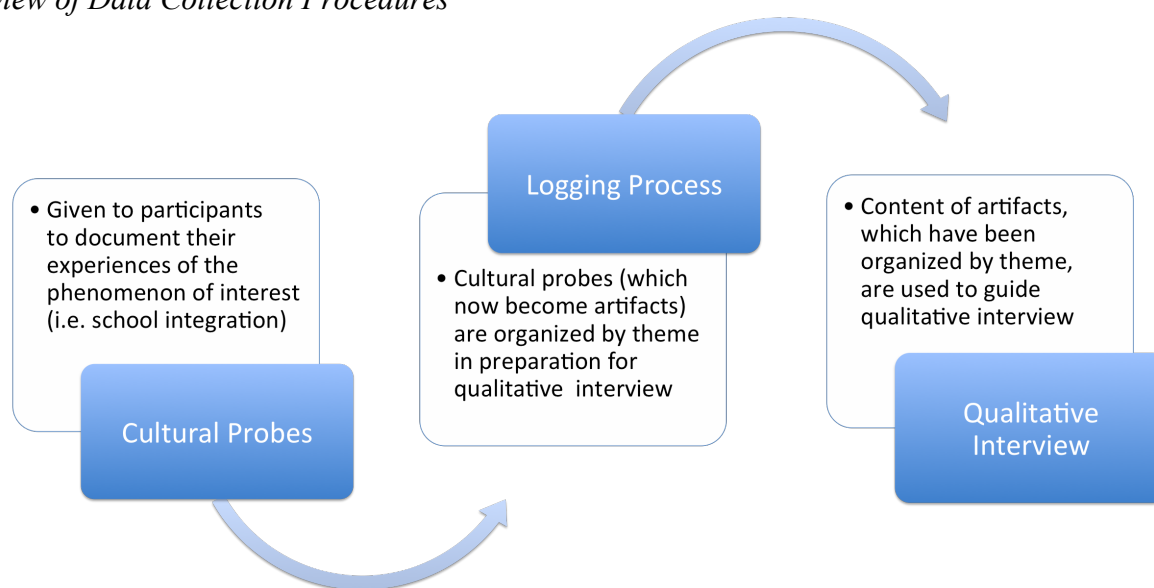 view of Data Collection Procedures
• Given to participants
to document their
experiences of the
phenomenon of interest
(i.e. school integration)
Cultural Probes
Logging Process
• Cultural probes (which
now become artifacts)
are organized by theme
in preparation for
qualitative  interview
• Content of artifacts,
which have been
organized by theme,
are used to guide
qualitative interview
Qualitative
Interview